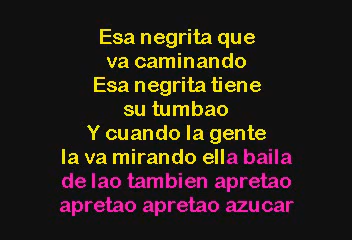 Esa negrita que
va caminando
Esa negrita tiene
su tumbao
Y cuando la gente
la va mirando ella baila
de lao tambien apretao
apretao apretao azucar